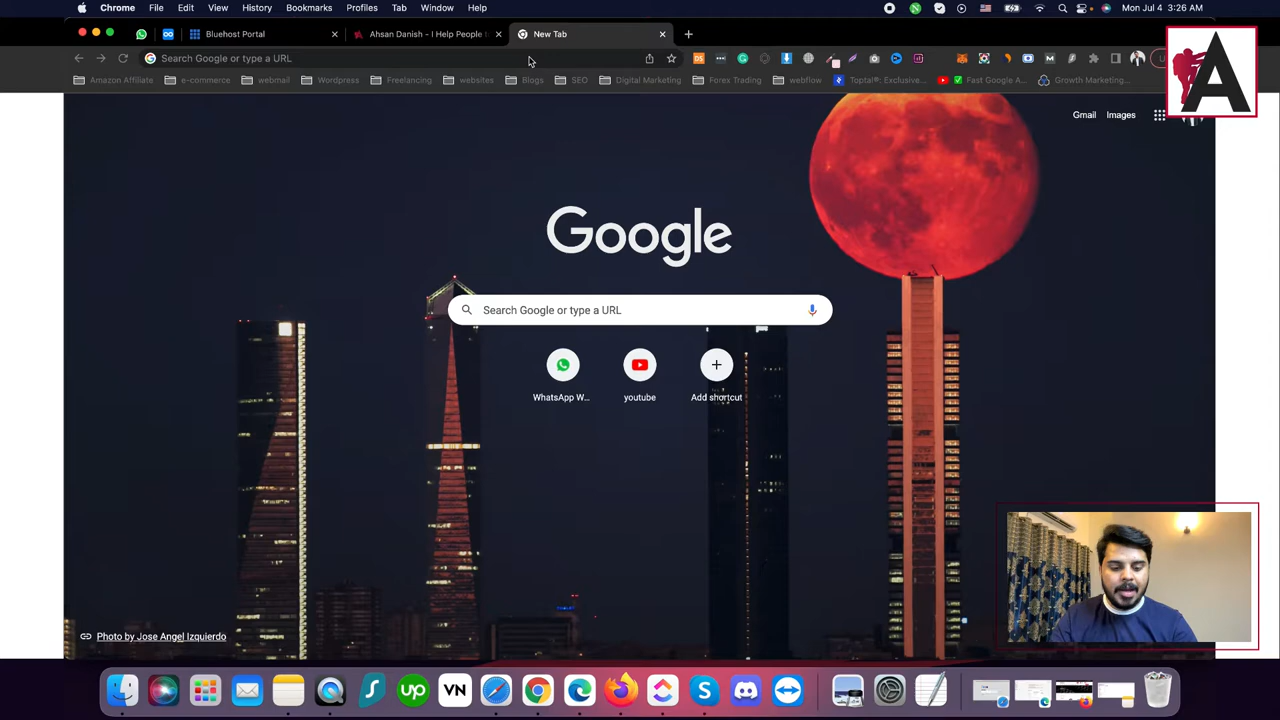 Chrome File Edit View History Bookmarks Profiles Tab Window Help Mon Jul 4 3:26 AM
Bluehost Portal Ahsan Danish - I Help People New Tab
Search Google or type a URL
Amazon Affiliate e-commerce webmail Wordpress Freelancing websites Blogs SEO Digital Marketing Forex Trading webflow Toptal®: Exclusive... Fast Google A... Growth Marketing...
A
Gmail Images
Google
Search Google or type a URL
WhatsApp W... youtube Add shortcut
Photo by Jose Angel Izquierdo
up VN